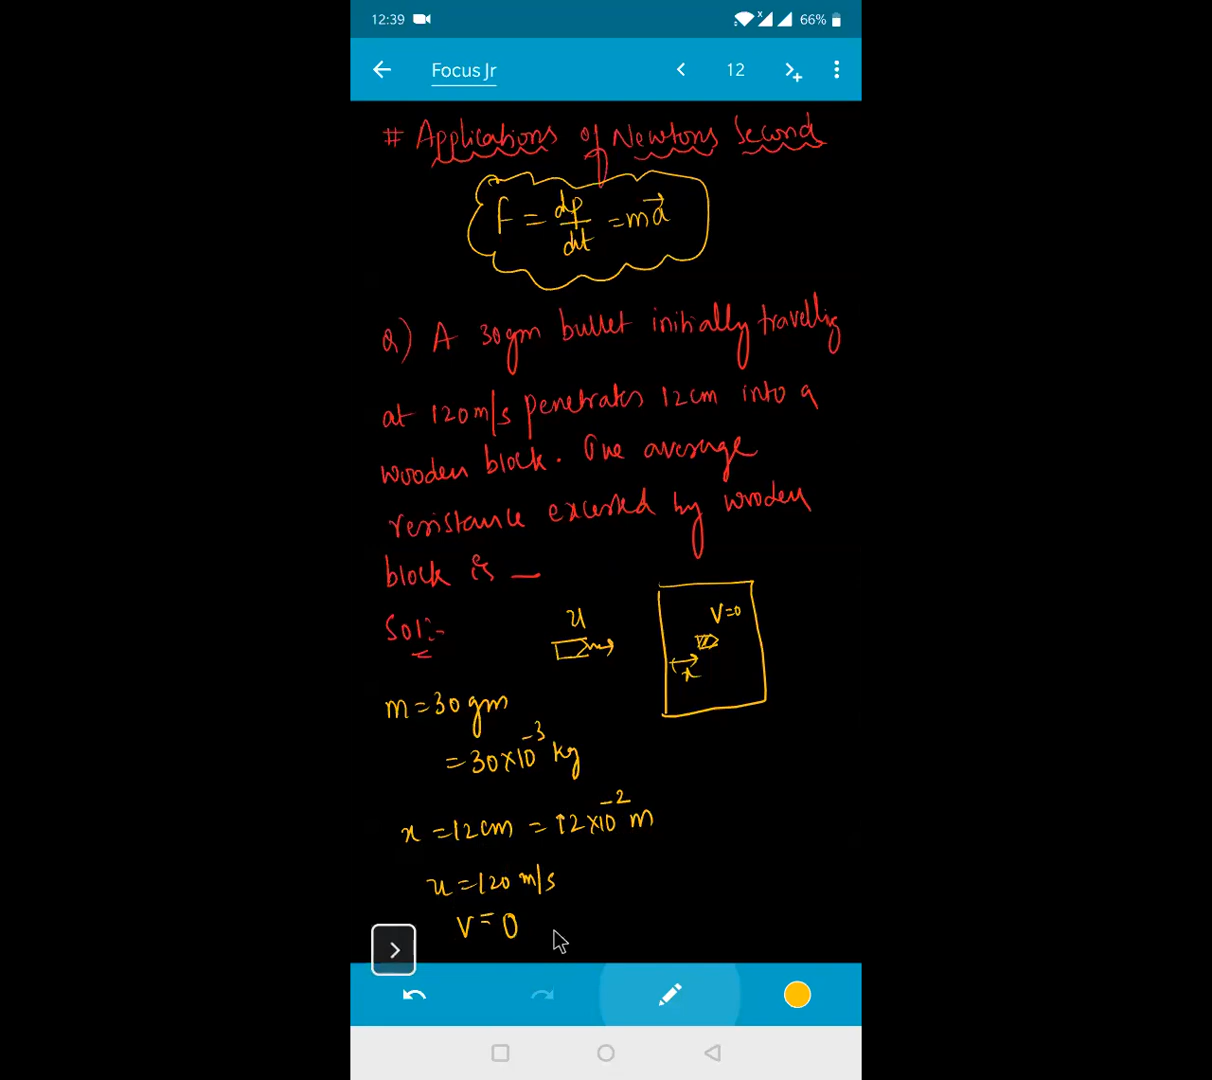 12:39
66%
Focus Jr
12
# Applications of Newtons Second
F = dp/dt = ma⃗
Q) A 30gm bullet initially travellig
at 120m/s penetrates 12cm into a
wooden block. The average
resistance exerted by wooden
block is —
Sol:-
u
V=0
x
m = 30 gm
= 30×10⁻³ kg
x = 12cm = 12×10⁻² m
u = 120 m/s
V = 0